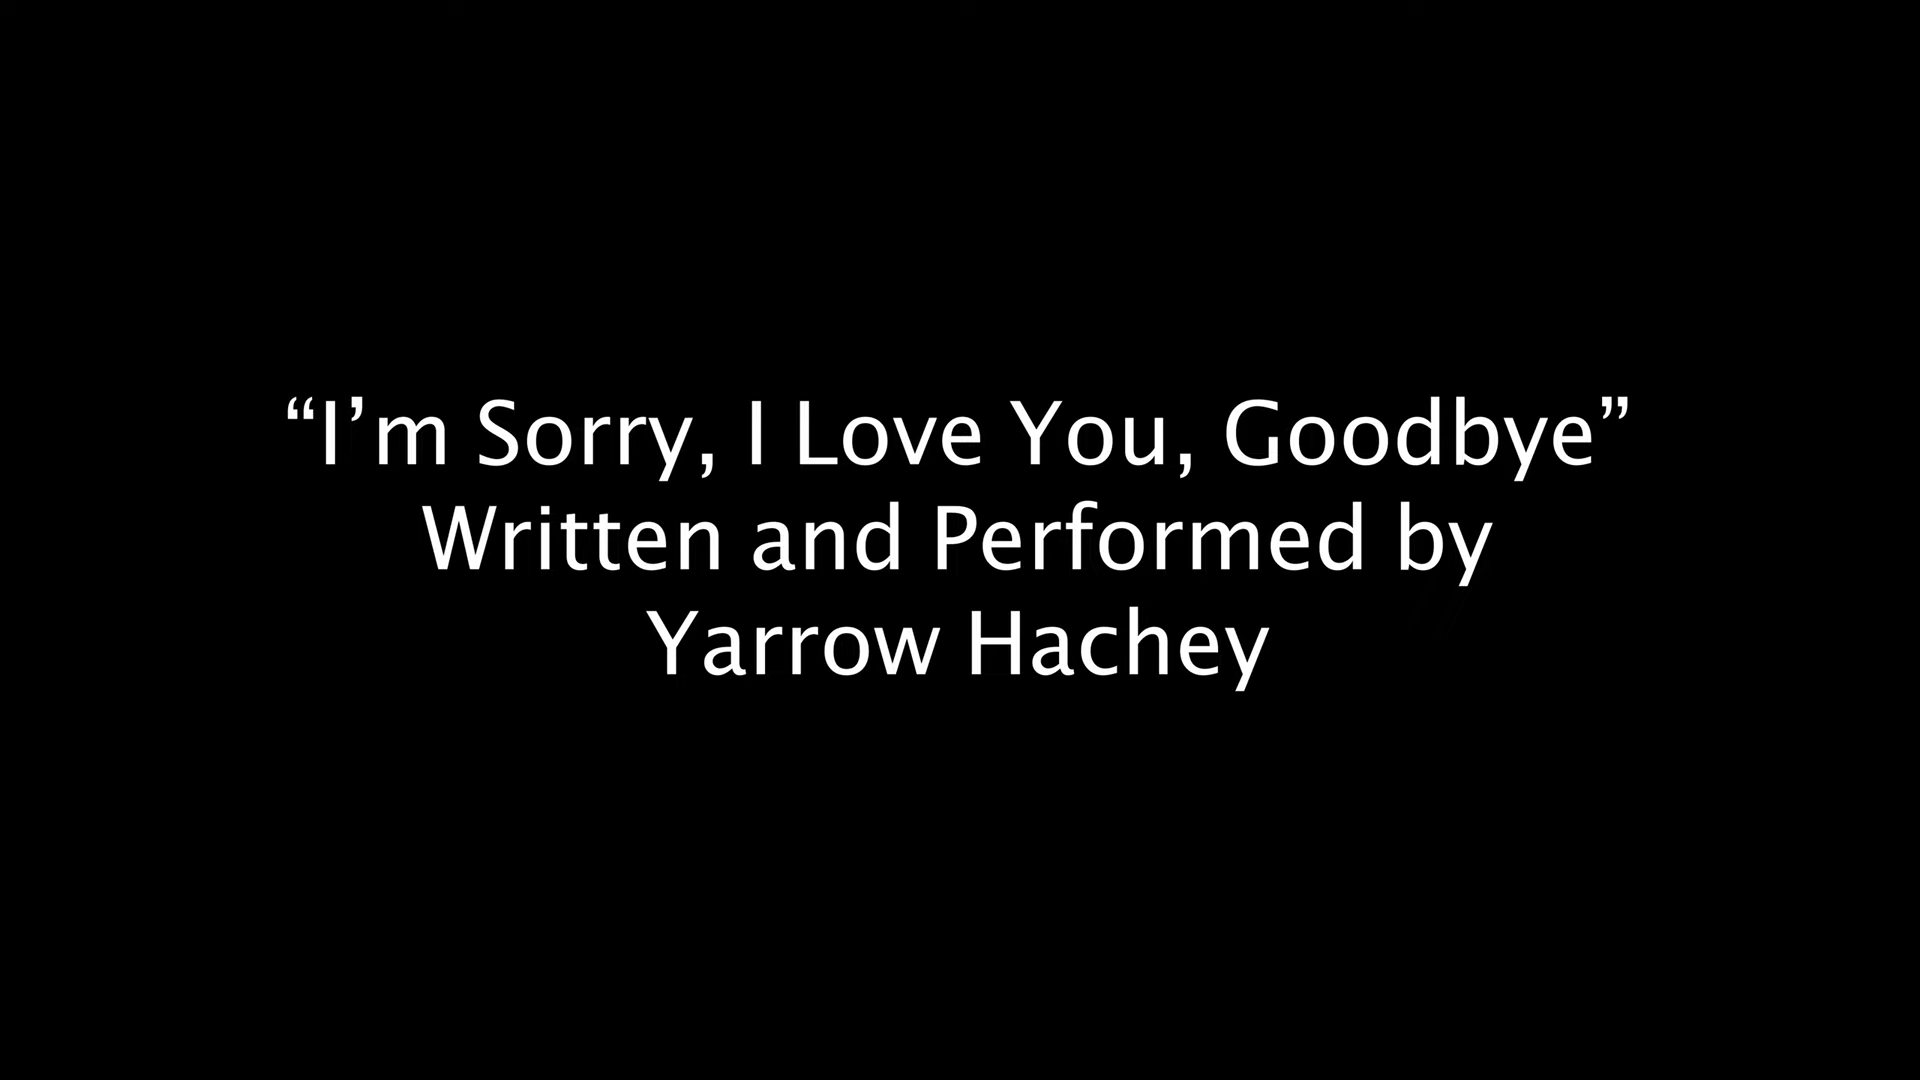 “I’m Sorry, I Love You, Goodbye”
Written and Performed by
Yarrow Hachey